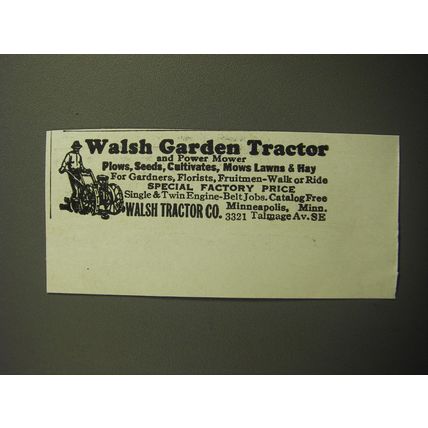 Walsh Garden Tractor
and Power Mower
Plows, Seeds, Cultivates, Mows Lawns & Hay
For Gardners, Florists, Fruitmen-Walk or Ride
SPECIAL FACTORY PRICE
Single & Twin Engine-Belt Jobs. Catalog Free
WALSH TRACTOR CO. Minneapolis, Minn.
3321 Talmage Av. SE